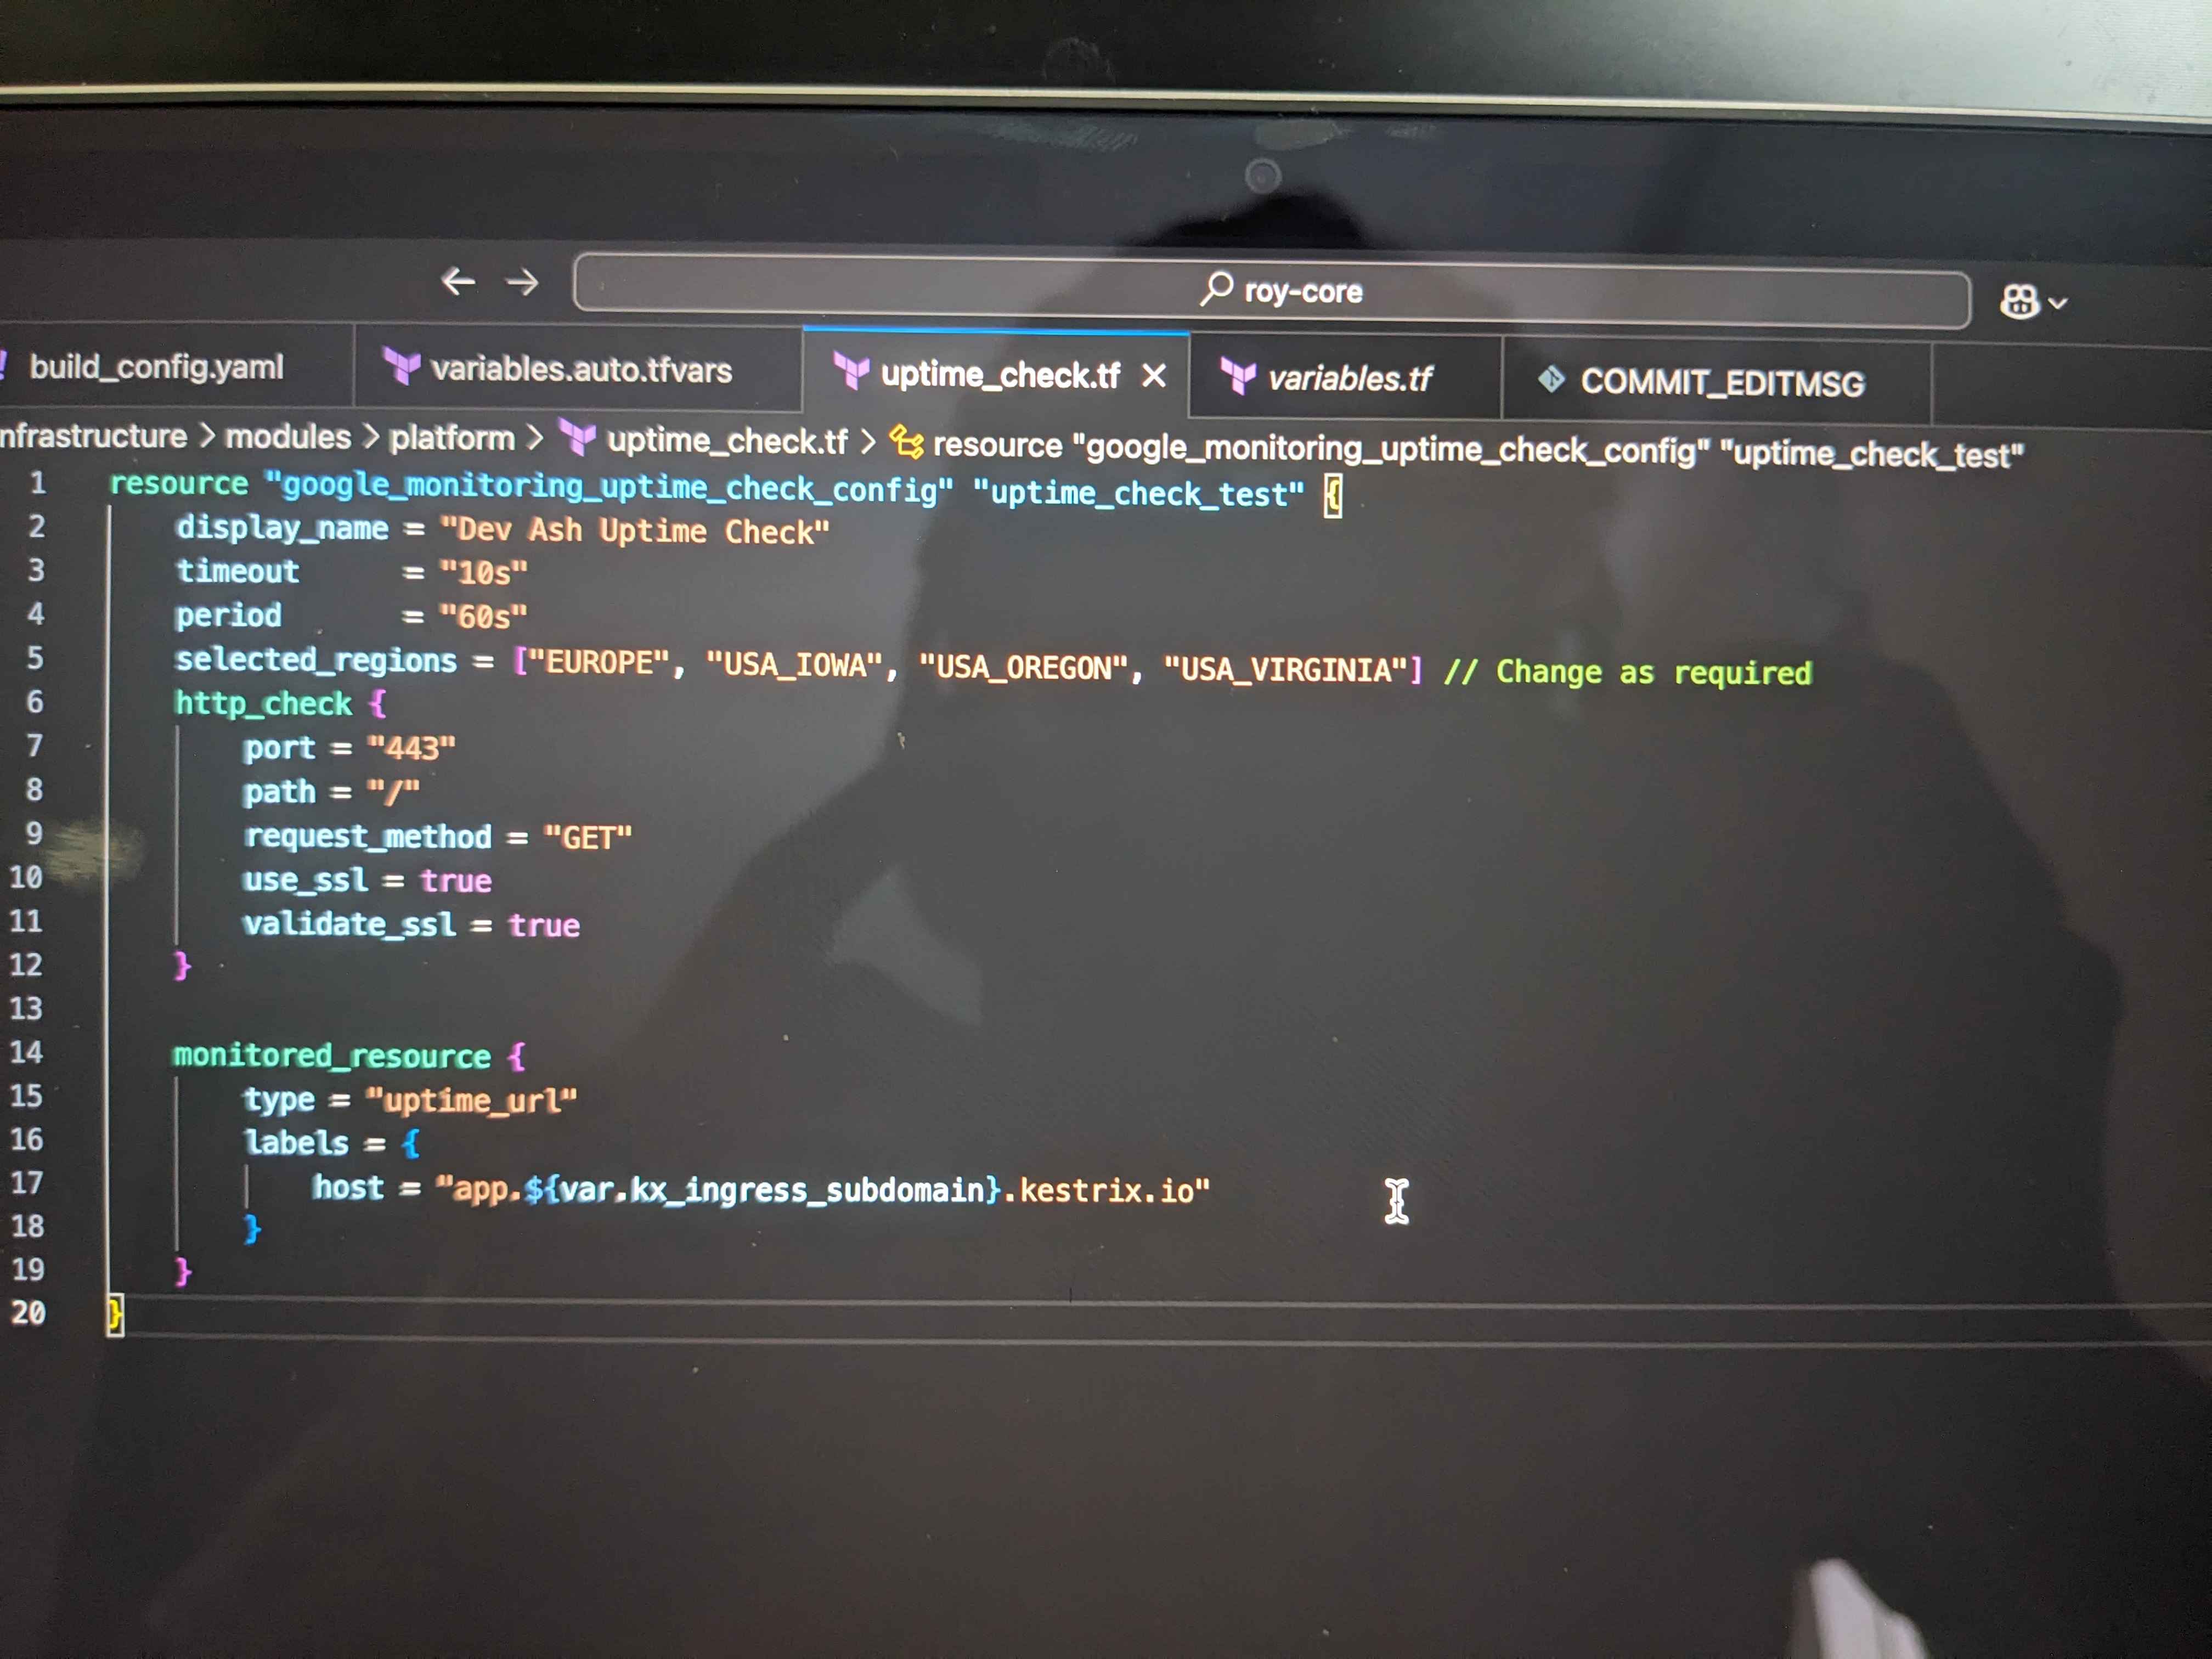 roy-core
build_config.yaml variables.auto.tfvars uptime_check.tf variables.tf COMMIT_EDITMSG
nfrastructure > modules > platform > uptime_check.tf > resource "google_monitoring_uptime_check_config" "uptime_check_test"
1 resource "google_monitoring_uptime_check_config" "uptime_check_test" {
2 display_name = "Dev Ash Uptime Check"
3 timeout = "10s"
4 period = "60s"
5 selected_regions = ["EUROPE", "USA_IOWA", "USA_OREGON", "USA_VIRGINIA"] // Change as required
6 http_check {
7 port = "443"
8 path = "/"
9 request_method = "GET"
10 use_ssl = true
11 validate_ssl = true
12 }
13
14 monitored_resource {
15 type = "uptime_url"
16 labels = {
17 host = "app.${var.kx_ingress_subdomain}.kestrix.io"
18 }
19 }
20 }